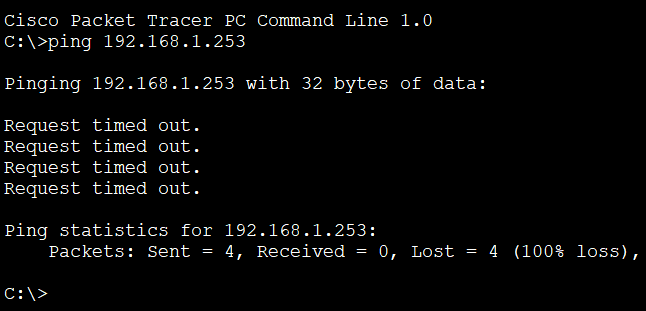 Cisco Packet Tracer PC Command Line 1.0
C:\>ping 192.168.1.253
Pinging 192.168.1.253 with 32 bytes of data:
Request timed out.
Request timed out.
Request timed out.
Request timed out.
Ping statistics for 192.168.1.253:
Packets: Sent = 4, Received = 0, Lost = 4 (100% loss),
C:\>